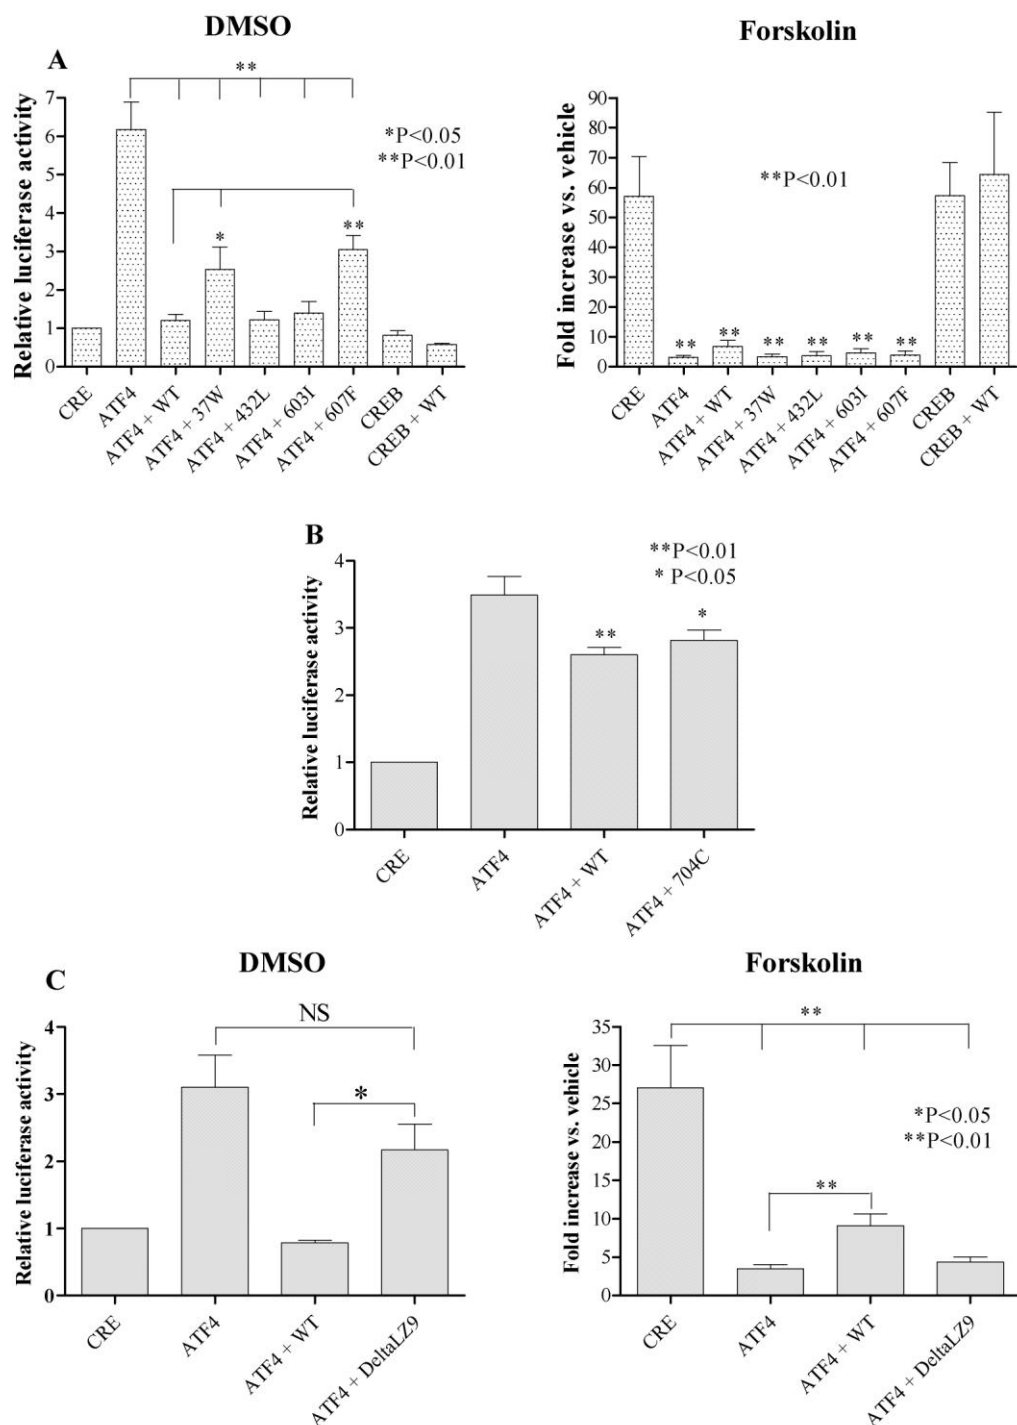 DMSO
Forskolin
A
**
Relative luciferase activity
7
6
5
4
3
2
1
0
*P<0.05
**P<0.01
*
**
CRE
ATF4
ATF4 + WT
ATF4 + 37W
ATF4 + 432L
ATF4 + 603I
ATF4 + 607F
CREB
CREB + WT
Fold increase vs. vehicle
90
80
70
60
50
40
30
20
10
0
**P<0.01
**
**
**
**
**
**
CRE
ATF4
ATF4 + WT
ATF4 + 37W
ATF4 + 432L
ATF4 + 603I
ATF4 + 607F
CREB
CREB + WT
B
Relative luciferase activity
4
3
2
1
0
**P<0.01
* P<0.05
**
*
CRE
ATF4
ATF4 + WT
ATF4 + 704C
C
DMSO
Forskolin
Relative luciferase activity
4
3
2
1
0
NS
*
CRE
ATF4
ATF4 + WT
ATF4 + DeltaLZ9
Fold increase vs. vehicle
35
30
25
20
15
10
5
0
**
*P<0.05
**P<0.01
**
CRE
ATF4
ATF4 + WT
ATF4 + DeltaLZ9